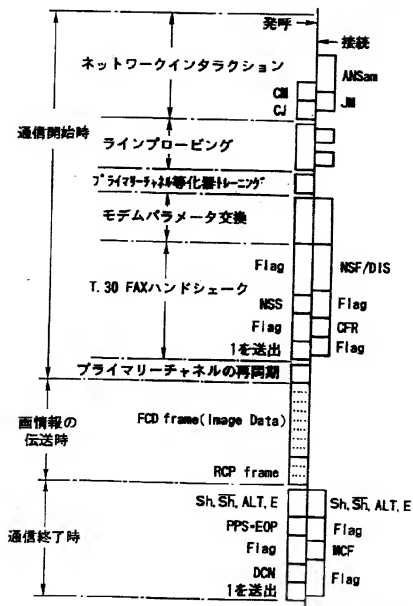 発呼
接続
ネットワークインタラクション
ANSam
CM
JM
CJ
通信開始時
ラインプロービング
プライマリーチャネル等化器トレーニング
モデムパラメータ交換
Flag
NSF/DIS
T.30 FAXハンドシェーク
NSS
Flag
Flag
CFR
1を送出
Flag
プライマリーチャネルの再同期
画情報の
伝送時
FCD frame(Image Data)
RCP frame
Sh, S̅h̅, ALT, E
Sh, S̅h̅, ALT, E
PPS・EOP
Flag
通信終了時
Flag
MCF
DCN
Flag
1を送出